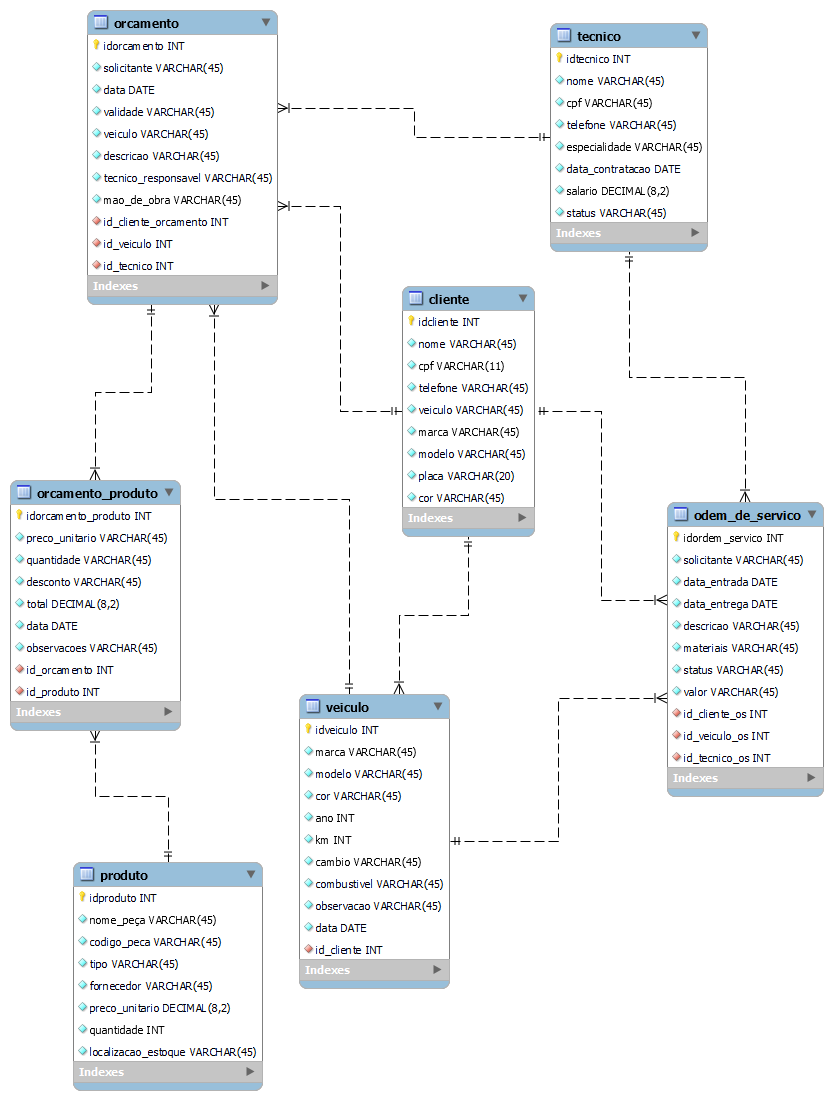 orcamento
idorcamento INT
solicitante VARCHAR(45)
data DATE
validade VARCHAR(45)
veiculo VARCHAR(45)
descricao VARCHAR(45)
tecnico_responsavel VARCHAR(45)
mao_de_obra VARCHAR(45)
id_cliente_orcamento INT
id_veiculo INT
id_tecnico INT
Indexes
tecnico
idtecnico INT
nome VARCHAR(45)
cpf VARCHAR(45)
telefone VARCHAR(45)
especialidade VARCHAR(45)
data_contratacao DATE
salario DECIMAL(8,2)
status VARCHAR(45)
Indexes
cliente
idcliente INT
nome VARCHAR(45)
cpf VARCHAR(11)
telefone VARCHAR(45)
veiculo VARCHAR(45)
marca VARCHAR(45)
modelo VARCHAR(45)
placa VARCHAR(20)
cor VARCHAR(45)
Indexes
orcamento_produto
idorcamento_produto INT
preco_unitario VARCHAR(45)
quantidade VARCHAR(45)
desconto VARCHAR(45)
total DECIMAL(8,2)
data DATE
observacoes VARCHAR(45)
id_orcamento INT
id_produto INT
Indexes
odem_de_servico
idordem_servico INT
solicitante VARCHAR(45)
data_entrada DATE
data_entrega DATE
descricao VARCHAR(45)
materiais VARCHAR(45)
status VARCHAR(45)
valor VARCHAR(45)
id_cliente_os INT
id_veiculo_os INT
id_tecnico_os INT
Indexes
veiculo
idveiculo INT
marca VARCHAR(45)
modelo VARCHAR(45)
cor VARCHAR(45)
ano INT
km INT
cambio VARCHAR(45)
combustivel VARCHAR(45)
observacao VARCHAR(45)
data DATE
id_cliente INT
Indexes
produto
idproduto INT
nome_peça VARCHAR(45)
codigo_peca VARCHAR(45)
tipo VARCHAR(45)
fornecedor VARCHAR(45)
preco_unitario DECIMAL(8,2)
quantidade INT
localizacao_estoque VARCHAR(45)
Indexes